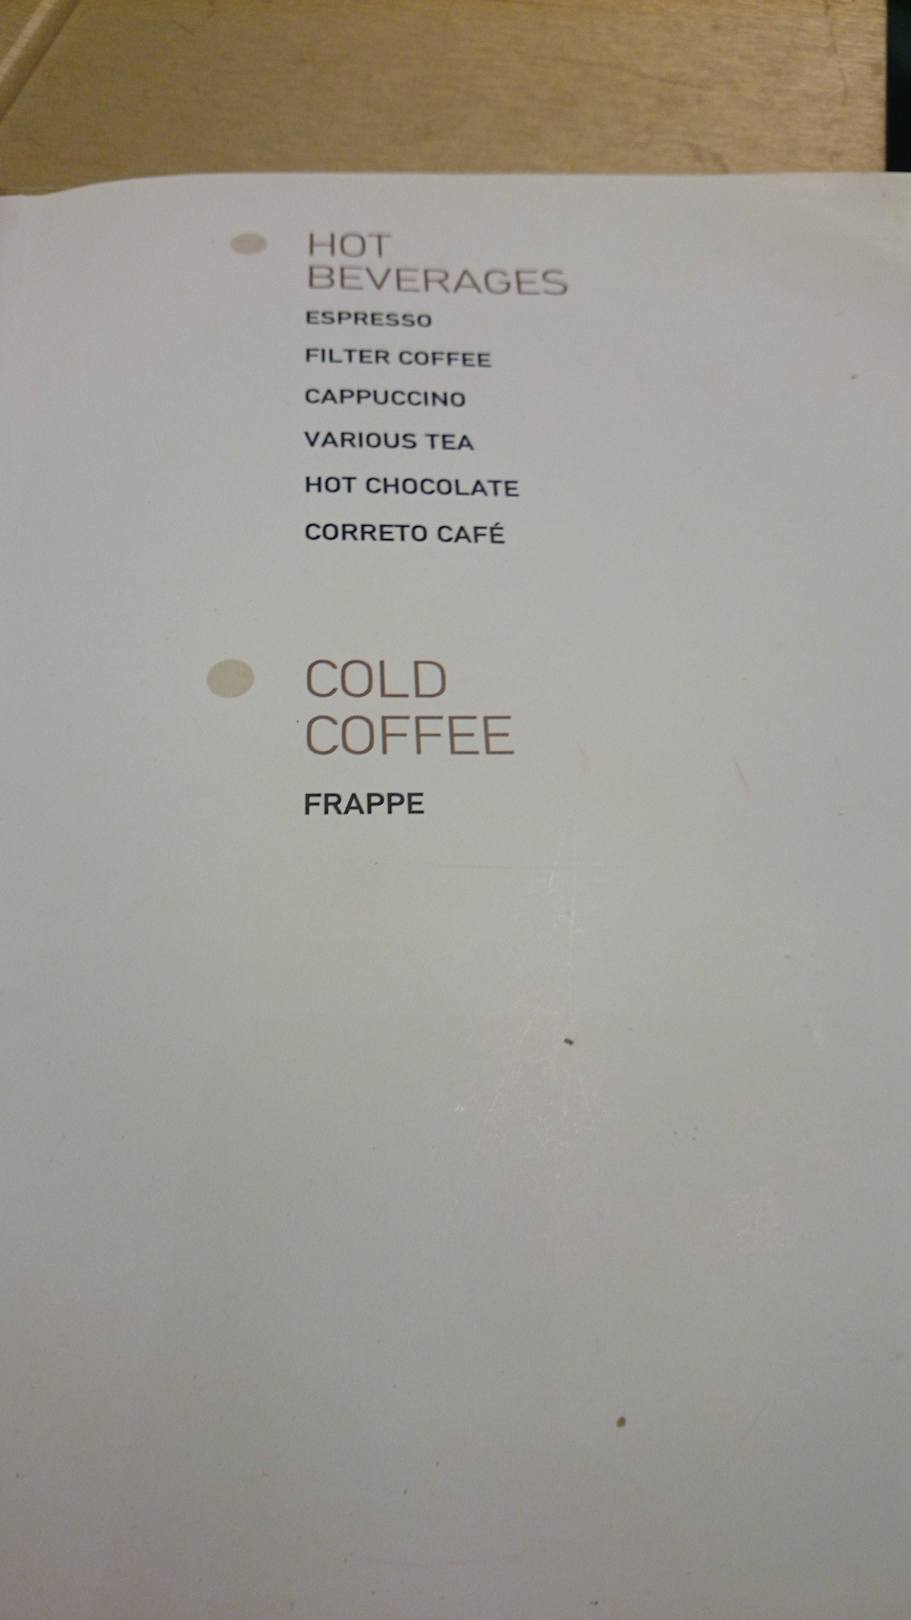 HOT
BEVERAGES
ESPRESSO
FILTER COFFEE
CAPPUCCINO
VARIOUS TEA
HOT CHOCOLATE
CORRETO CAFÉ
COLD
COFFEE
FRAPPE